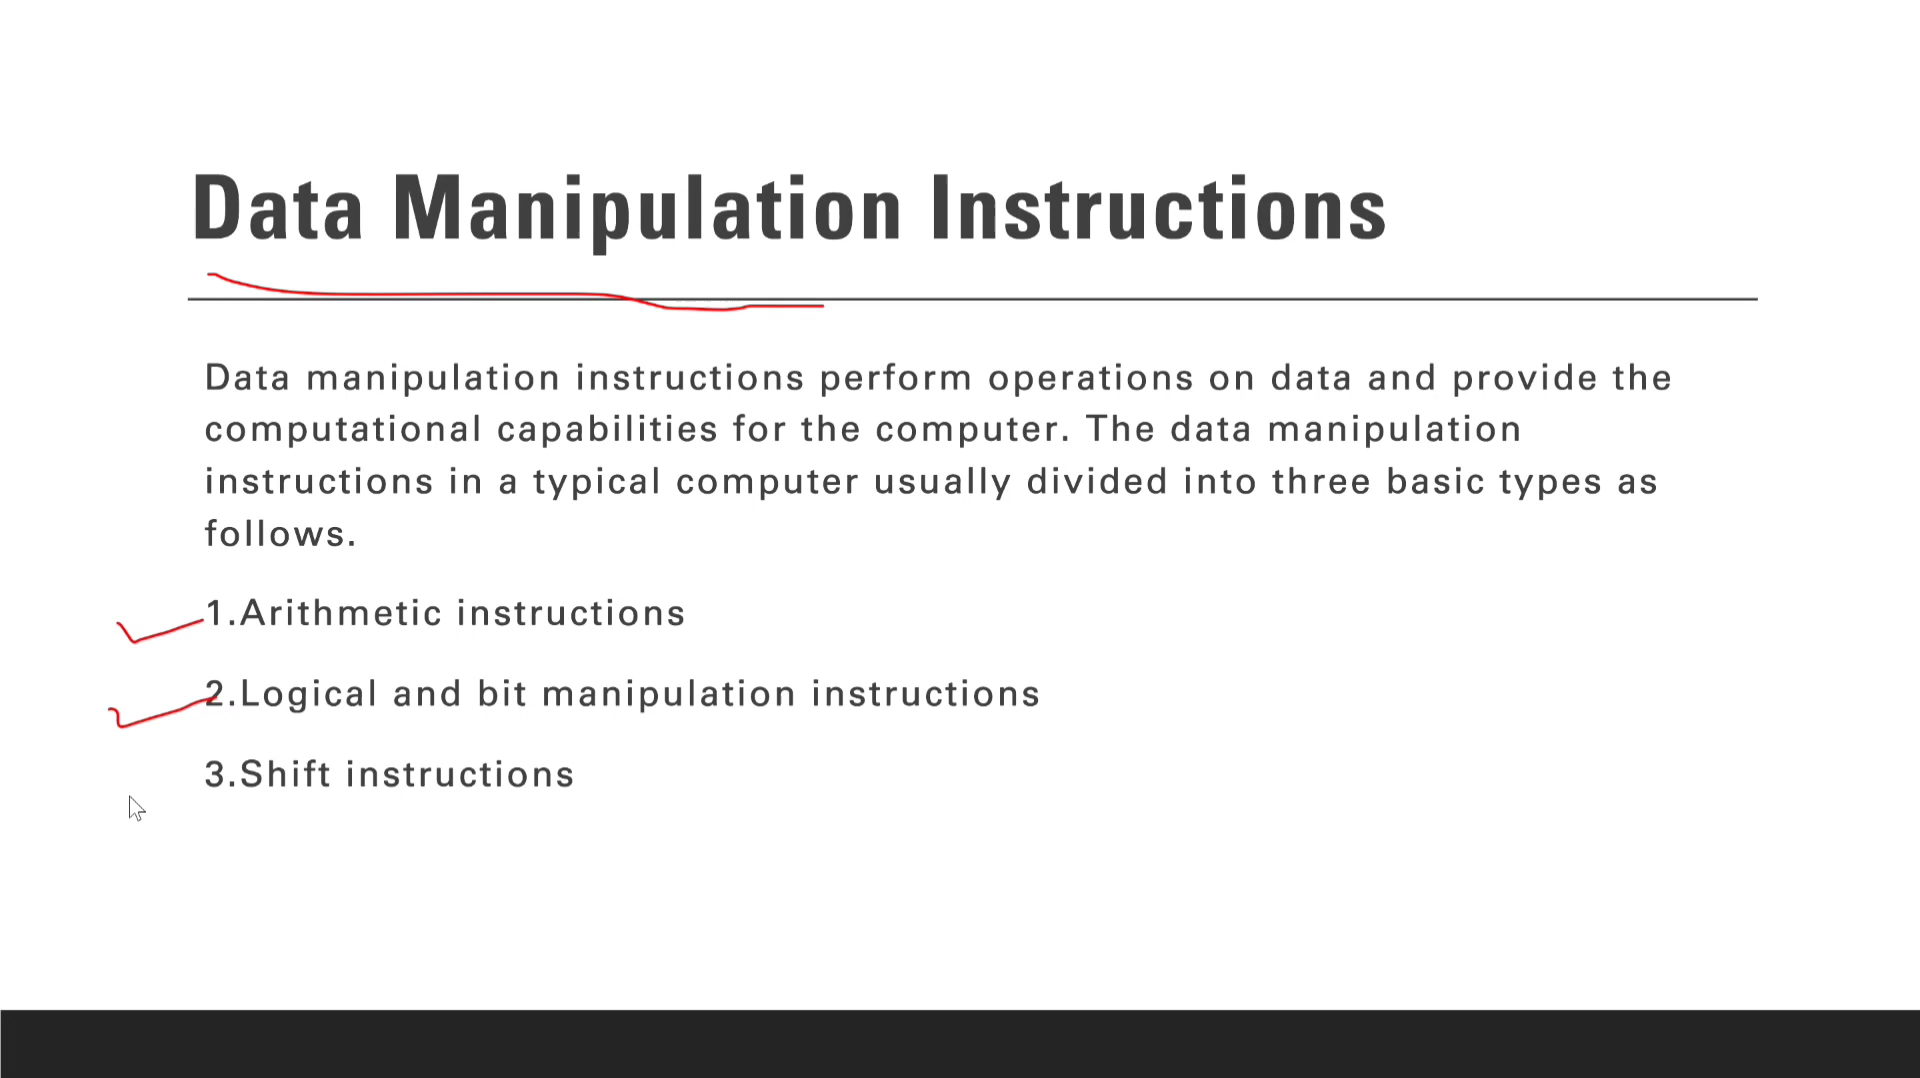 Data Manipulation Instructions
Data manipulation instructions perform operations on data and provide the
computational capabilities for the computer. The data manipulation
instructions in a typical computer usually divided into three basic types as
follows.
1.Arithmetic instructions
2.Logical and bit manipulation instructions
3.Shift instructions